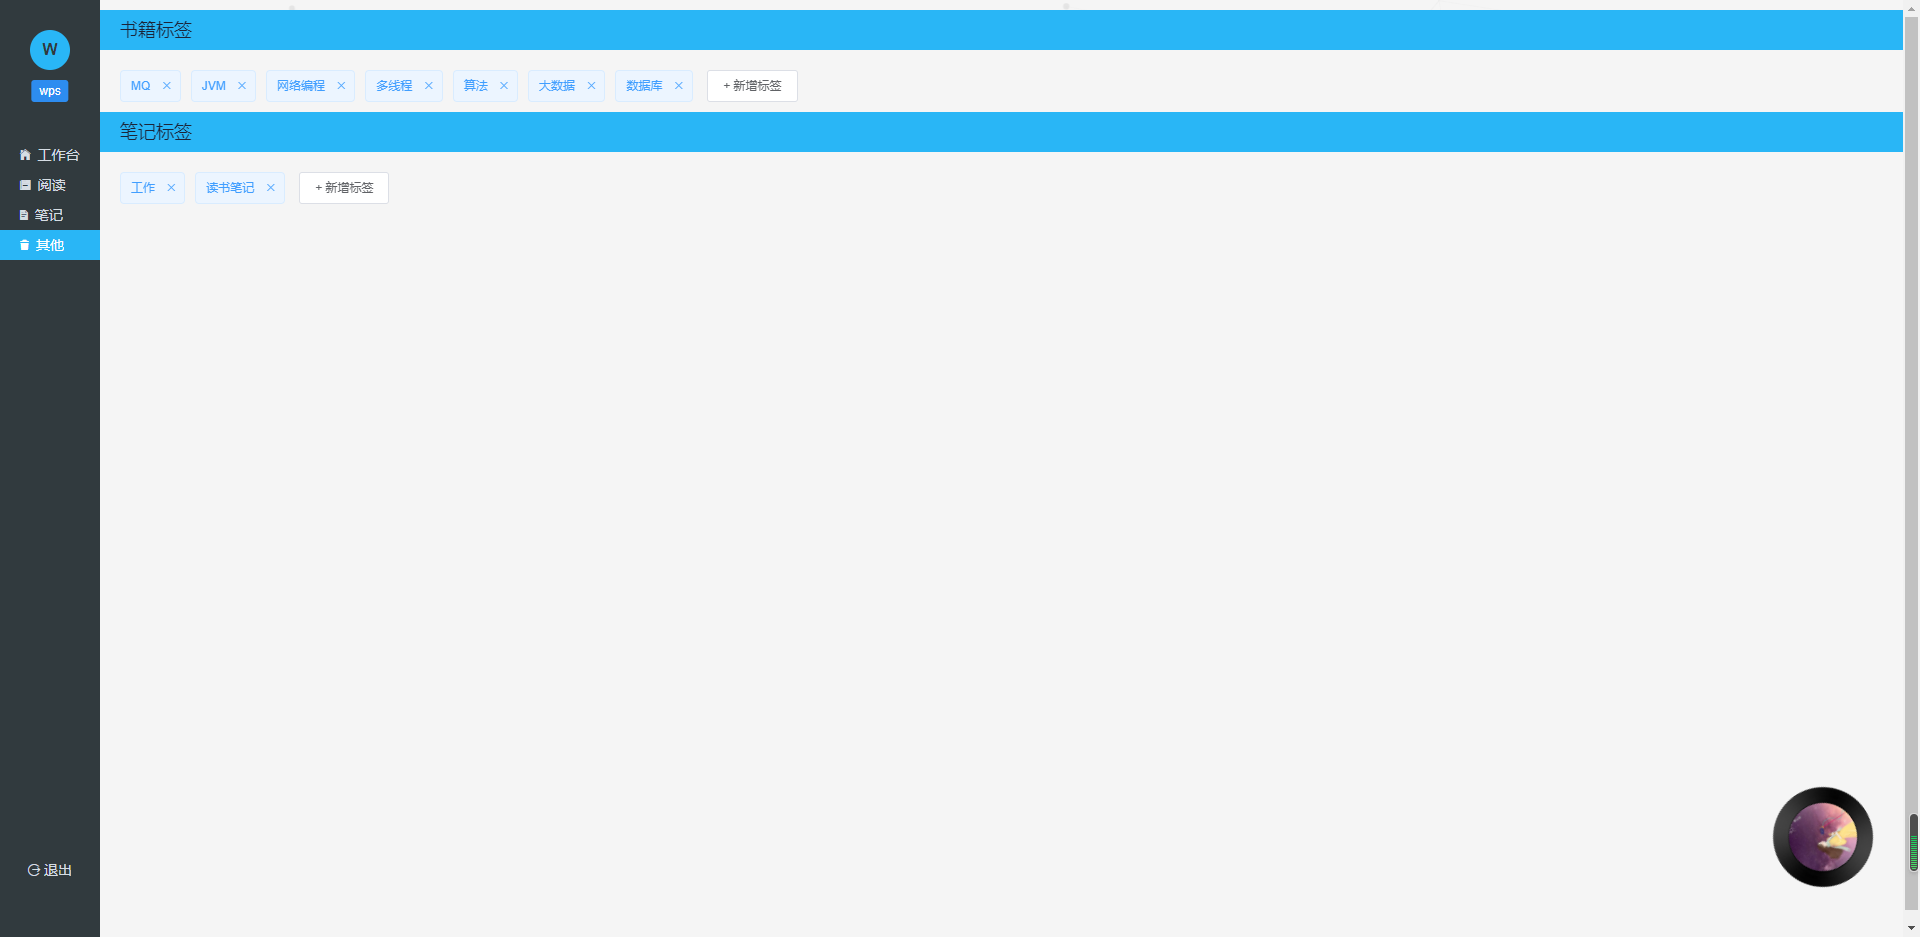 W
wps
工作台
阅读
笔记
其他
退出
书籍标签
MQ JVM 网络编程 多线程 算法 大数据 数据库 + 新增标签
笔记标签
工作 读书笔记 + 新增标签